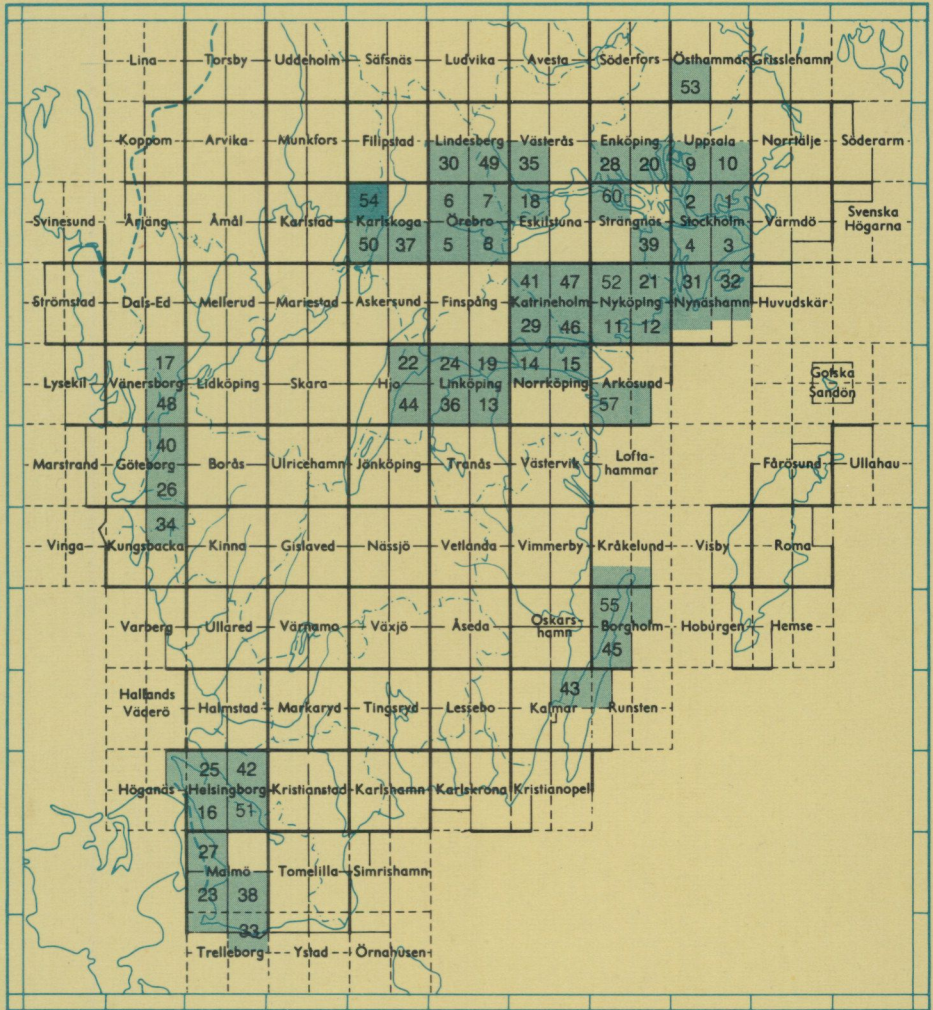 Lina Torsby Uddeholm Säfsnäs Ludvika Avesta Söderfors Östhammar Grisslehamn
53
Koppom Arvika Munkfors Filipstad Lindesberg Västerås Enköping Uppsala Norrtälje Söderarm
30 49 35 28 20 9 10
54 6 7 18 60 2 1
Svinesund Årjäng Åmål Karlstad Karlskoga Örebro Eskilstuna Strängnäs Stockholm Värmdö Svenska
Högarna
50 37 5 8 39 4 3
41 47 52 21 31 32
Strömstad Dals-Ed Mellerud Mariestad Askersund Finspång Katrineholm Nyköping Nynäshamn Huvudskär
29 46 11 12
17 22 24 19 14 15
Lysekil Vänersborg Lidköping Skara Hjo Linköping Norrköping Arkösund Gotska
Sandön
48 44 36 13 57
40
Marstrand Göteborg Borås Ulricehamn Jönköping Tranås Västervik Lofta-
hammar Fårösund Ullahau
26
34
Vinga Kungsbacka Kinna Gislaved Nässjö Vetlanda Vimmerby Kråkelund Visby Roma
55
Varberg Ullared Värnamo Växjö Åseda Oskars-
hamn Borgholm Hoburgen Hemse
45
43
Hallands
Väderö Halmstad Markaryd Tingsryd Lessebo Kalmar Runsten
25 42
Höganäs Helsingborg Kristianstad Karlshamn Karlskrona Kristianopel
16 51
27
Malmö Tomelilla Simrishamn
23 38
33
Trelleborg Ystad Örnahusen